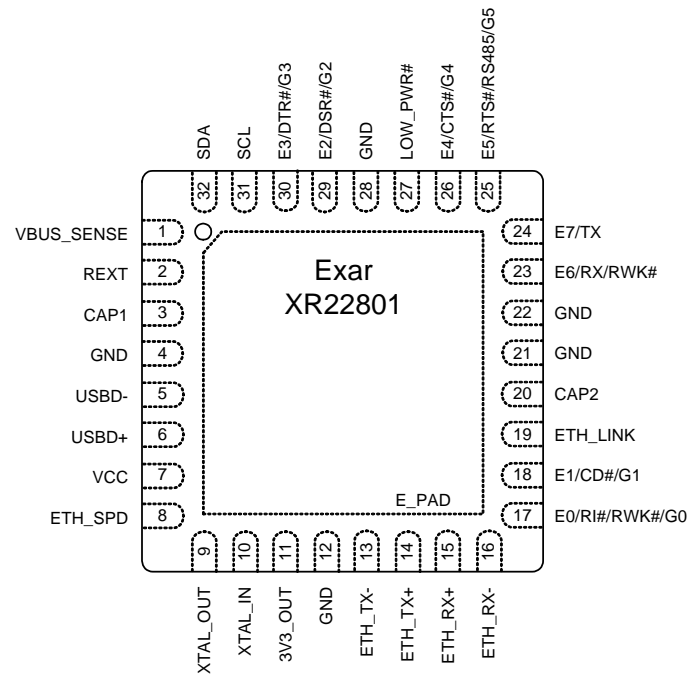 SDA
SCL
E3/DTR#/G3
E2/DSR#/G2
GND
LOW_PWR#
E4/CTS#/G4
E5/RTS#/RS485/G5
32
31
30
29
28
27
26
25
VBUS_SENSE 1
REXT 2
CAP1 3
GND 4
USBD- 5
USBD+ 6
VCC 7
ETH_SPD 8
Exar
XR22801
E_PAD
24 E7/TX
23 E6/RX/RWK#
22 GND
21 GND
20 CAP2
19 ETH_LINK
18 E1/CD#/G1
17 E0/RI#/RWK#/G0
9
10
11
12
13
14
15
16
XTAL_OUT
XTAL_IN
3V3_OUT
GND
ETH_TX-
ETH_TX+
ETH_RX+
ETH_RX-